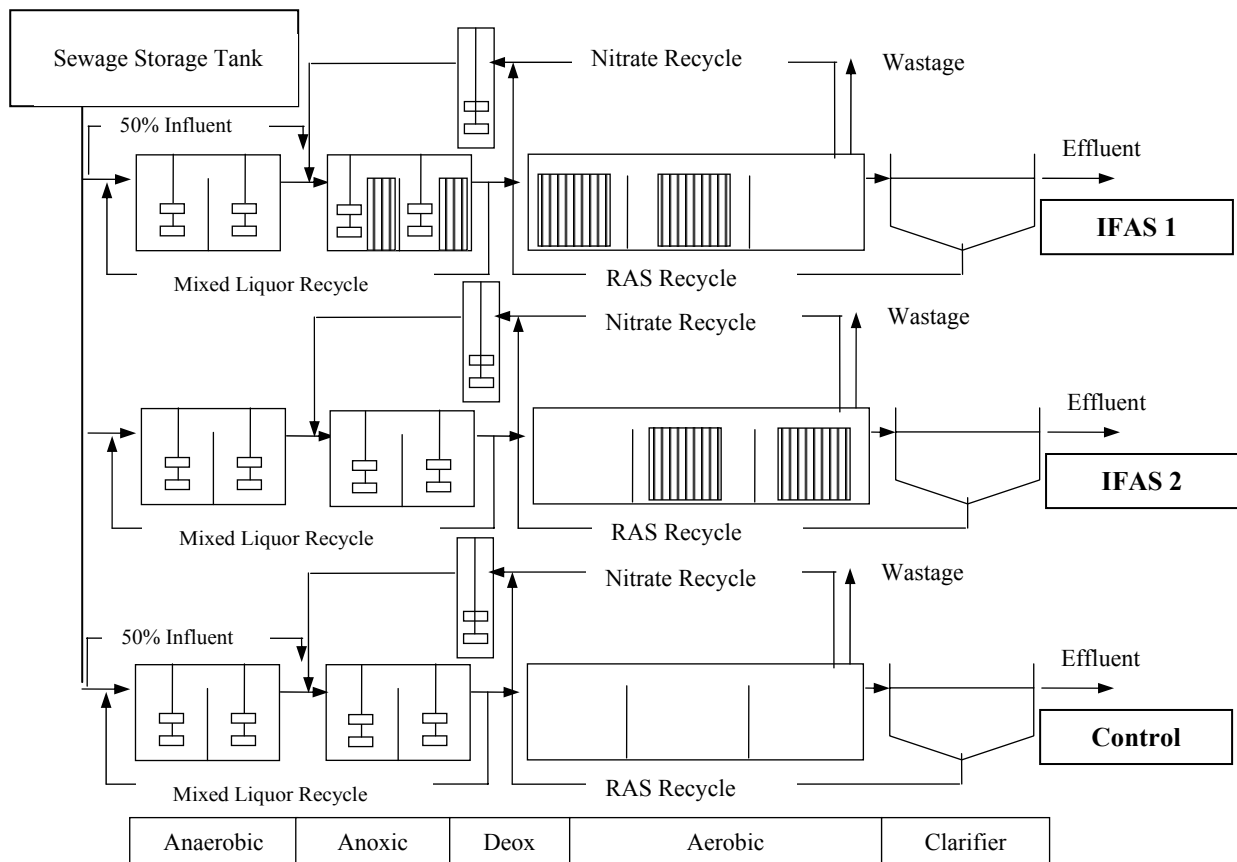 Sewage Storage Tank
Nitrate Recycle
Wastage
50% Influent
Effluent
IFAS 1
Mixed Liquor Recycle
RAS Recycle
Nitrate Recycle
Wastage
Effluent
IFAS 2
Mixed Liquor Recycle
RAS Recycle
Nitrate Recycle
Wastage
50% Influent
Effluent
Control
Mixed Liquor Recycle
RAS Recycle
Anaerobic
Anoxic
Deox
Aerobic
Clarifier